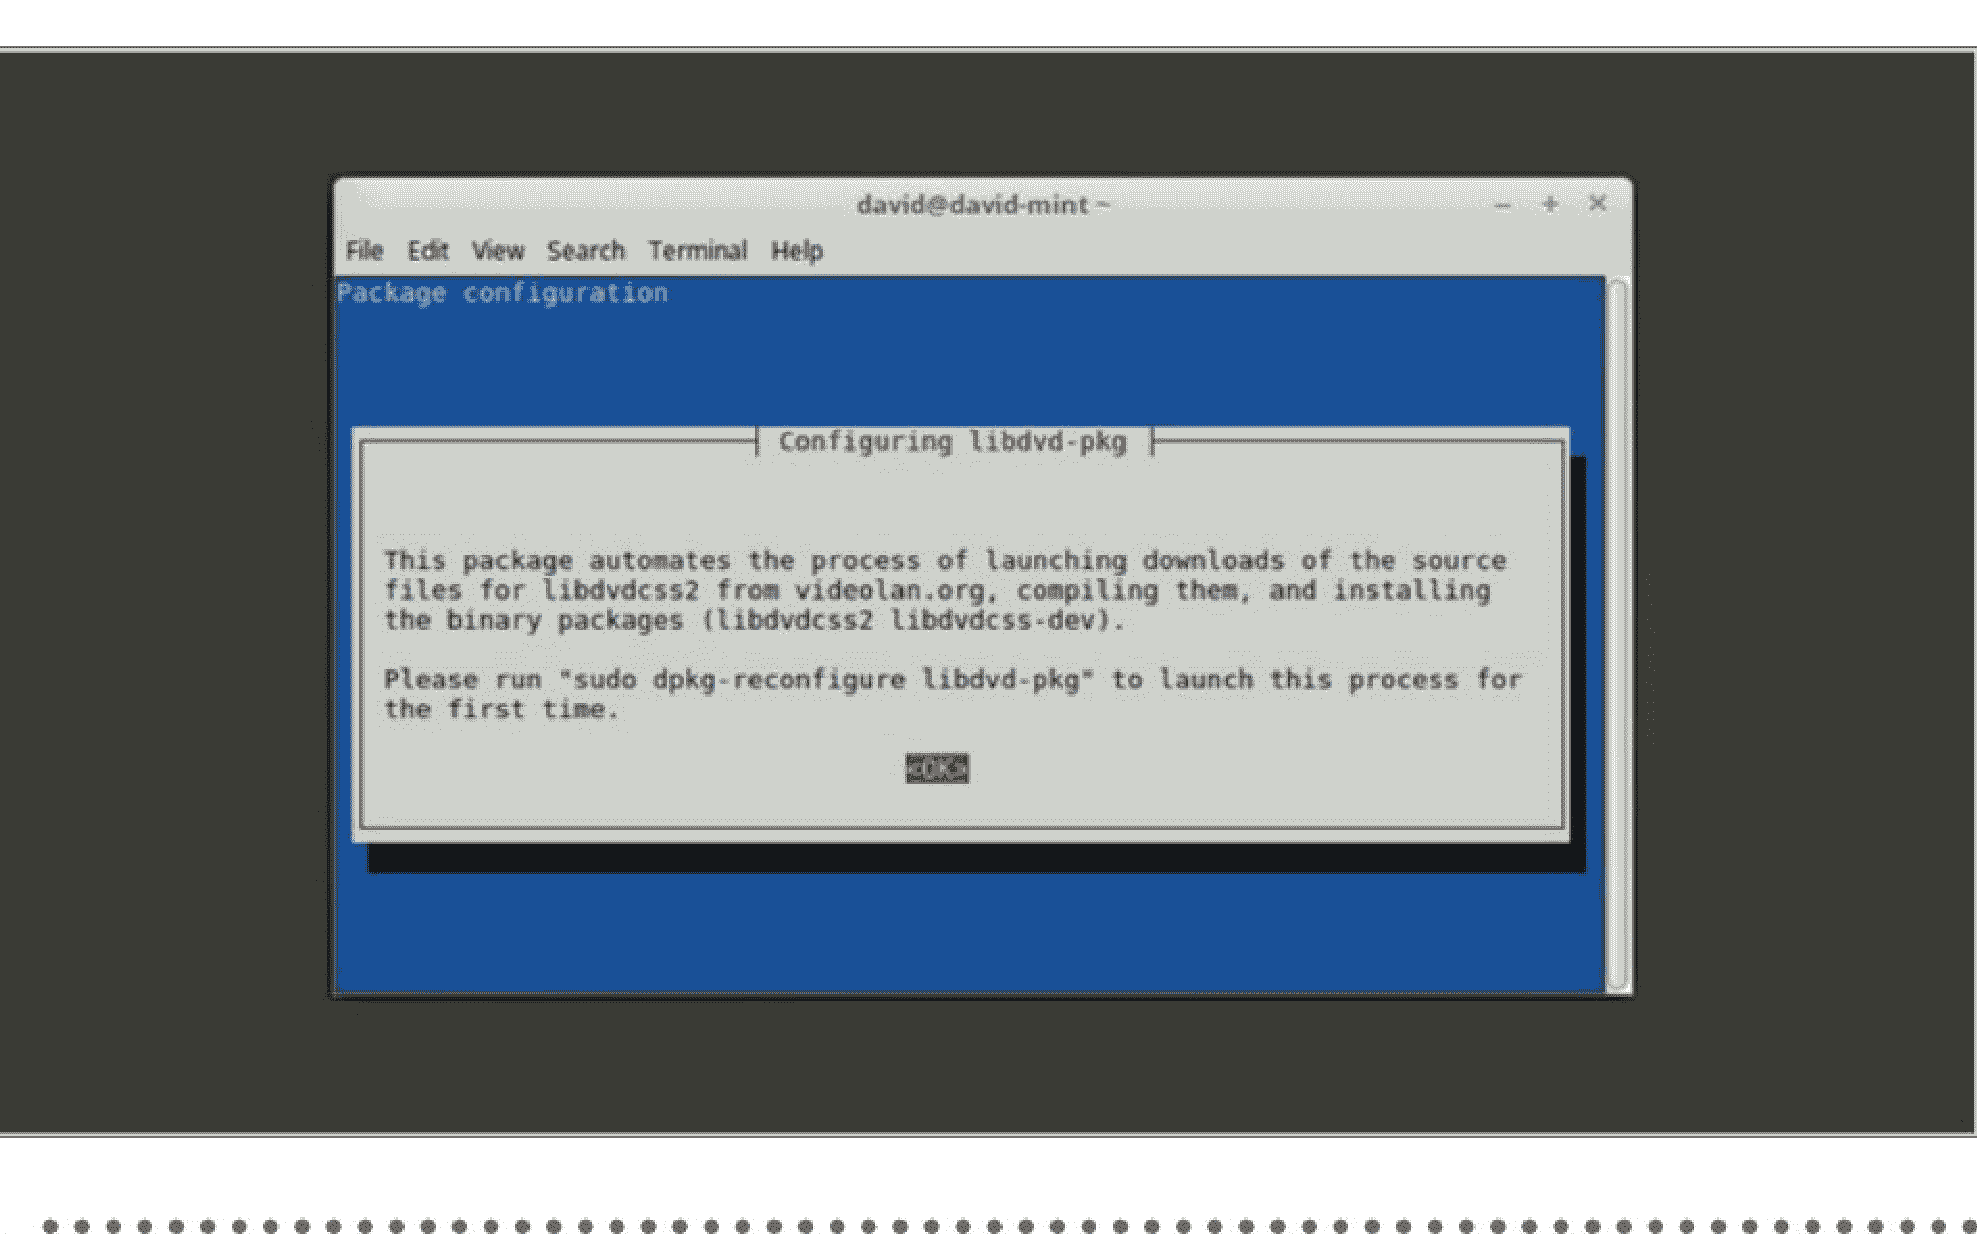 david@david-mint ~
File Edit View Search Terminal Help
Package configuration
Configuring libdvd-pkg
This package automates the process of launching downloads of the source
files for libdvdcss2 from videolan.org, compiling them, and installing
the binary packages (libdvdcss2 libdvdcss-dev).
Please run "sudo dpkg-reconfigure libdvd-pkg" to launch this process for
the first time.